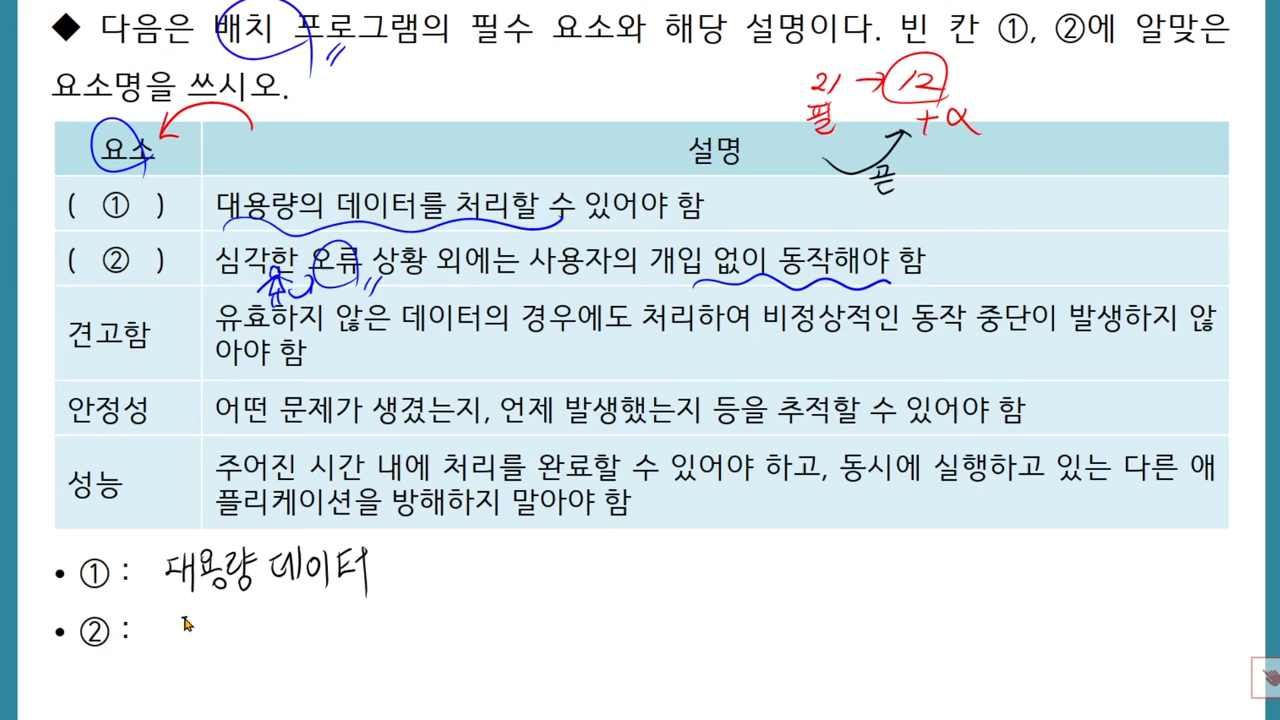 ◆ 다음은 배치 프로그램의 필수 요소와 해당 설명이다. 빈 칸 ①, ②에 알맞은
요소명을 쓰시오.
21 → 12
필 + α
곧
요소 설명
( ① ) 대용량의 데이터를 처리할 수 있어야 함
( ② ) 심각한 오류 상황 외에는 사용자의 개입 없이 동작해야 함
견고함 유효하지 않은 데이터의 경우에도 처리하여 비정상적인 동작 중단이 발생하지 않
아야 함
안정성 어떤 문제가 생겼는지, 언제 발생했는지 등을 추적할 수 있어야 함
성능 주어진 시간 내에 처리를 완료할 수 있어야 하고, 동시에 실행하고 있는 다른 애
플리케이션을 방해하지 말아야 함
• ① : 대용량 데이터
• ② :